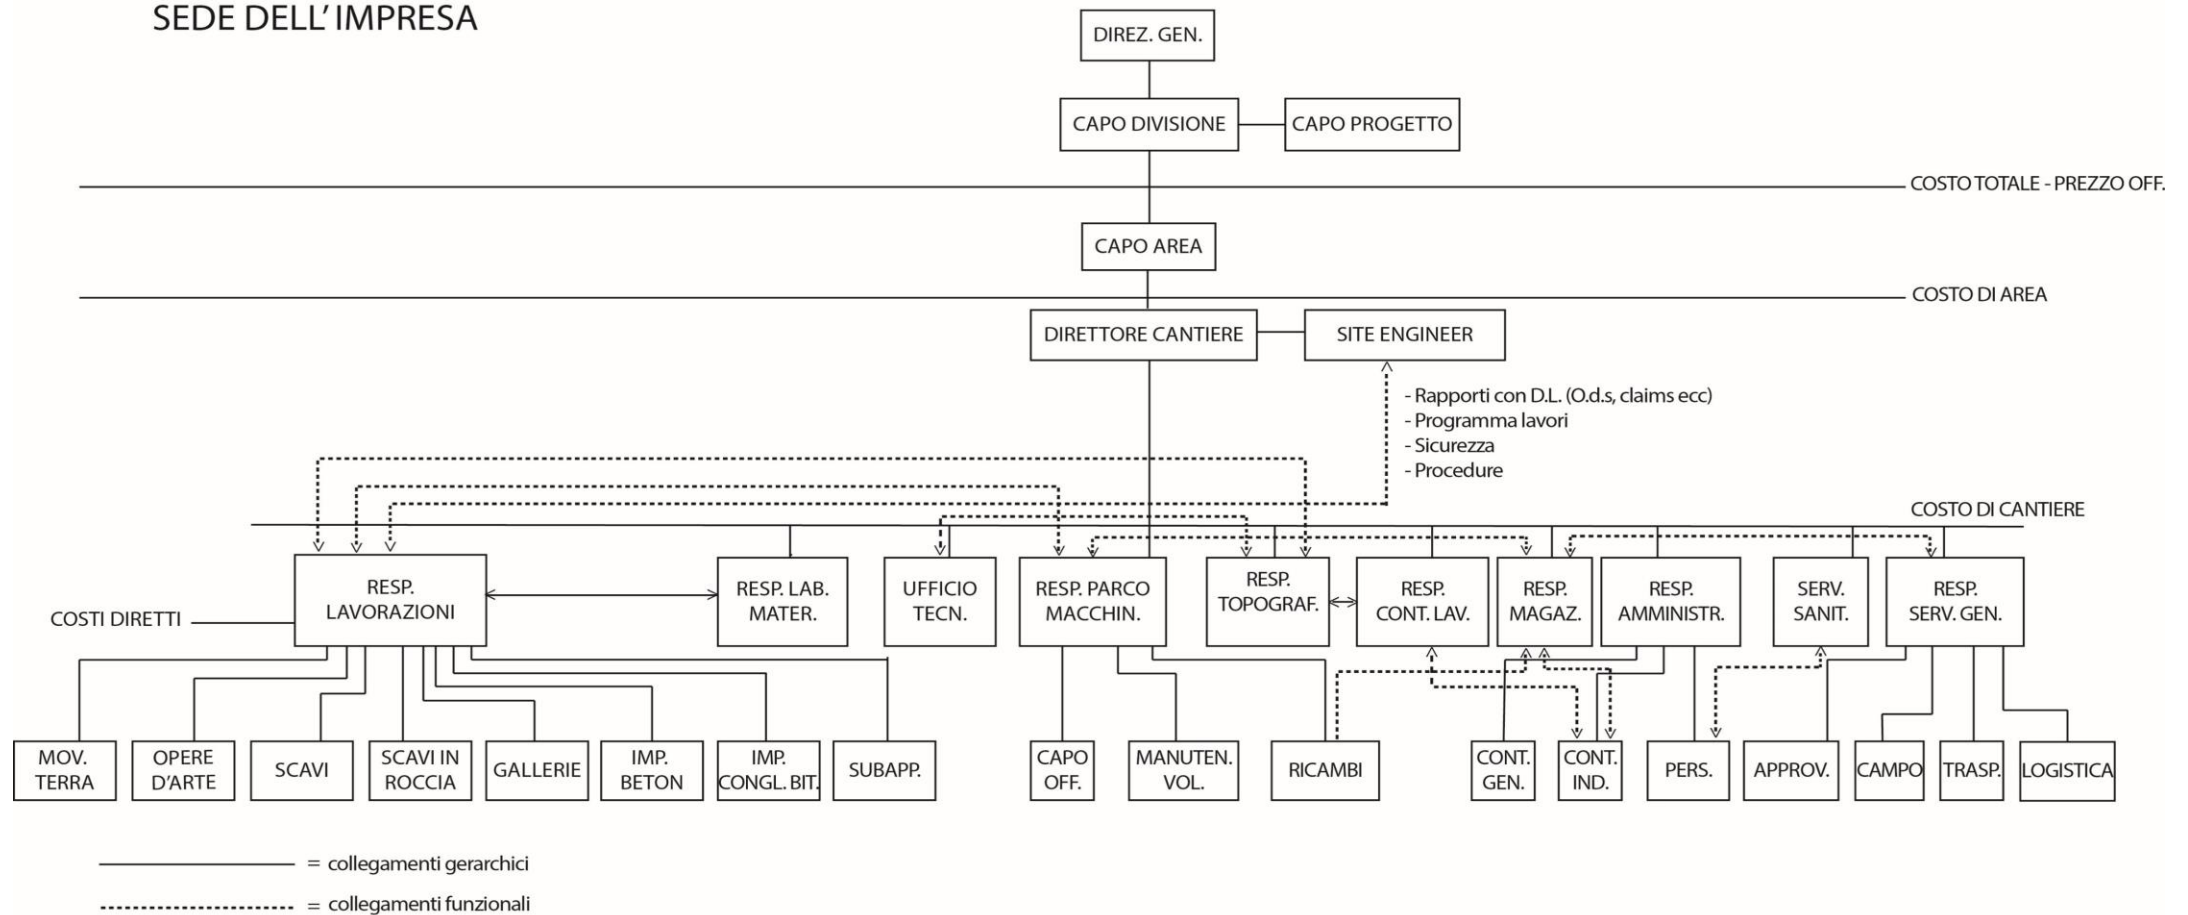 SEDE DELL' IMPRESA
DIREZ. GEN.
CAPO DIVISIONE
CAPO PROGETTO
COSTO TOTALE - PREZZO OFF.
CAPO AREA
COSTO DI AREA
DIRETTORE CANTIERE
SITE ENGINEER
- Rapporti con D.L. (O.d.s, claims ecc)
- Programma lavori
- Sicurezza
- Procedure
COSTO DI CANTIERE
COSTI DIRETTI
RESP.
LAVORAZIONI
RESP. LAB.
MATER.
UFFICIO
TECN.
RESP. PARCO
MACCHIN.
RESP.
TOPOGRAF.
RESP.
CONT. LAV.
RESP.
MAGAZ.
RESP.
AMMINISTR.
SERV.
SANIT.
RESP.
SERV. GEN.
MOV.
TERRA
OPERE
D'ARTE
SCAVI
SCAVI IN
ROCCIA
GALLERIE
IMP.
BETON
IMP.
CONGL. BIT.
SUBAPP.
CAPO
OFF.
MANUTEN.
VOL.
RICAMBI
CONT.
GEN.
CONT.
IND.
PERS.
APPROV.
CAMPO
TRASP.
LOGISTICA
= collegamenti gerarchici
= collegamenti funzionali